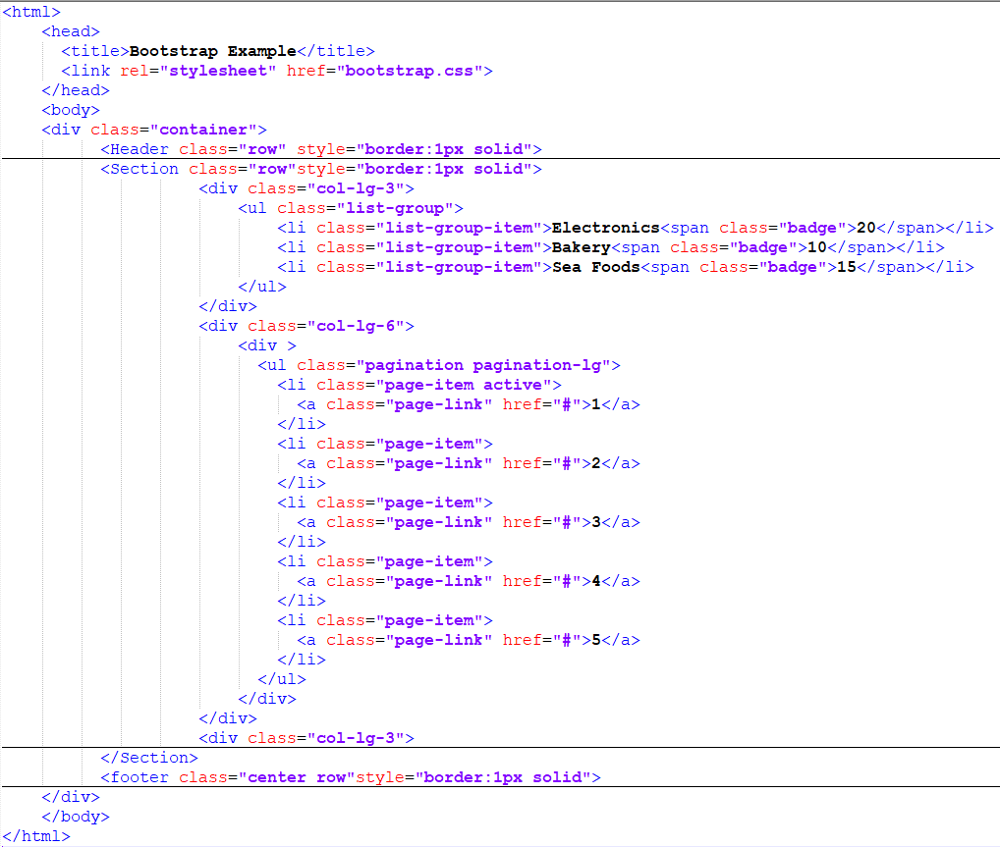 <html>
<head>
<title>Bootstrap Example</title>
<link rel="stylesheet" href="bootstrap.css">
</head>
<body>
<div class="container">
<Header class="row" style="border:1px solid">
<Section class="row"style="border:1px solid">
<div class="col-lg-3">
<ul class="list-group">
<li class="list-group-item">Electronics<span class="badge">20</span></li>
<li class="list-group-item">Bakery<span class="badge">10</span></li>
<li class="list-group-item">Sea Foods<span class="badge">15</span></li>
</ul>
</div>
<div class="col-lg-6">
<div >
<ul class="pagination pagination-lg">
<li class="page-item active">
<a class="page-link" href="#">1</a>
</li>
<li class="page-item">
<a class="page-link" href="#">2</a>
</li>
<li class="page-item">
<a class="page-link" href="#">3</a>
</li>
<li class="page-item">
<a class="page-link" href="#">4</a>
</li>
<li class="page-item">
<a class="page-link" href="#">5</a>
</li>
</ul>
</div>
</div>
<div class="col-lg-3">
</Section>
<footer class="center row"style="border:1px solid">
</div>
</body>
</html>